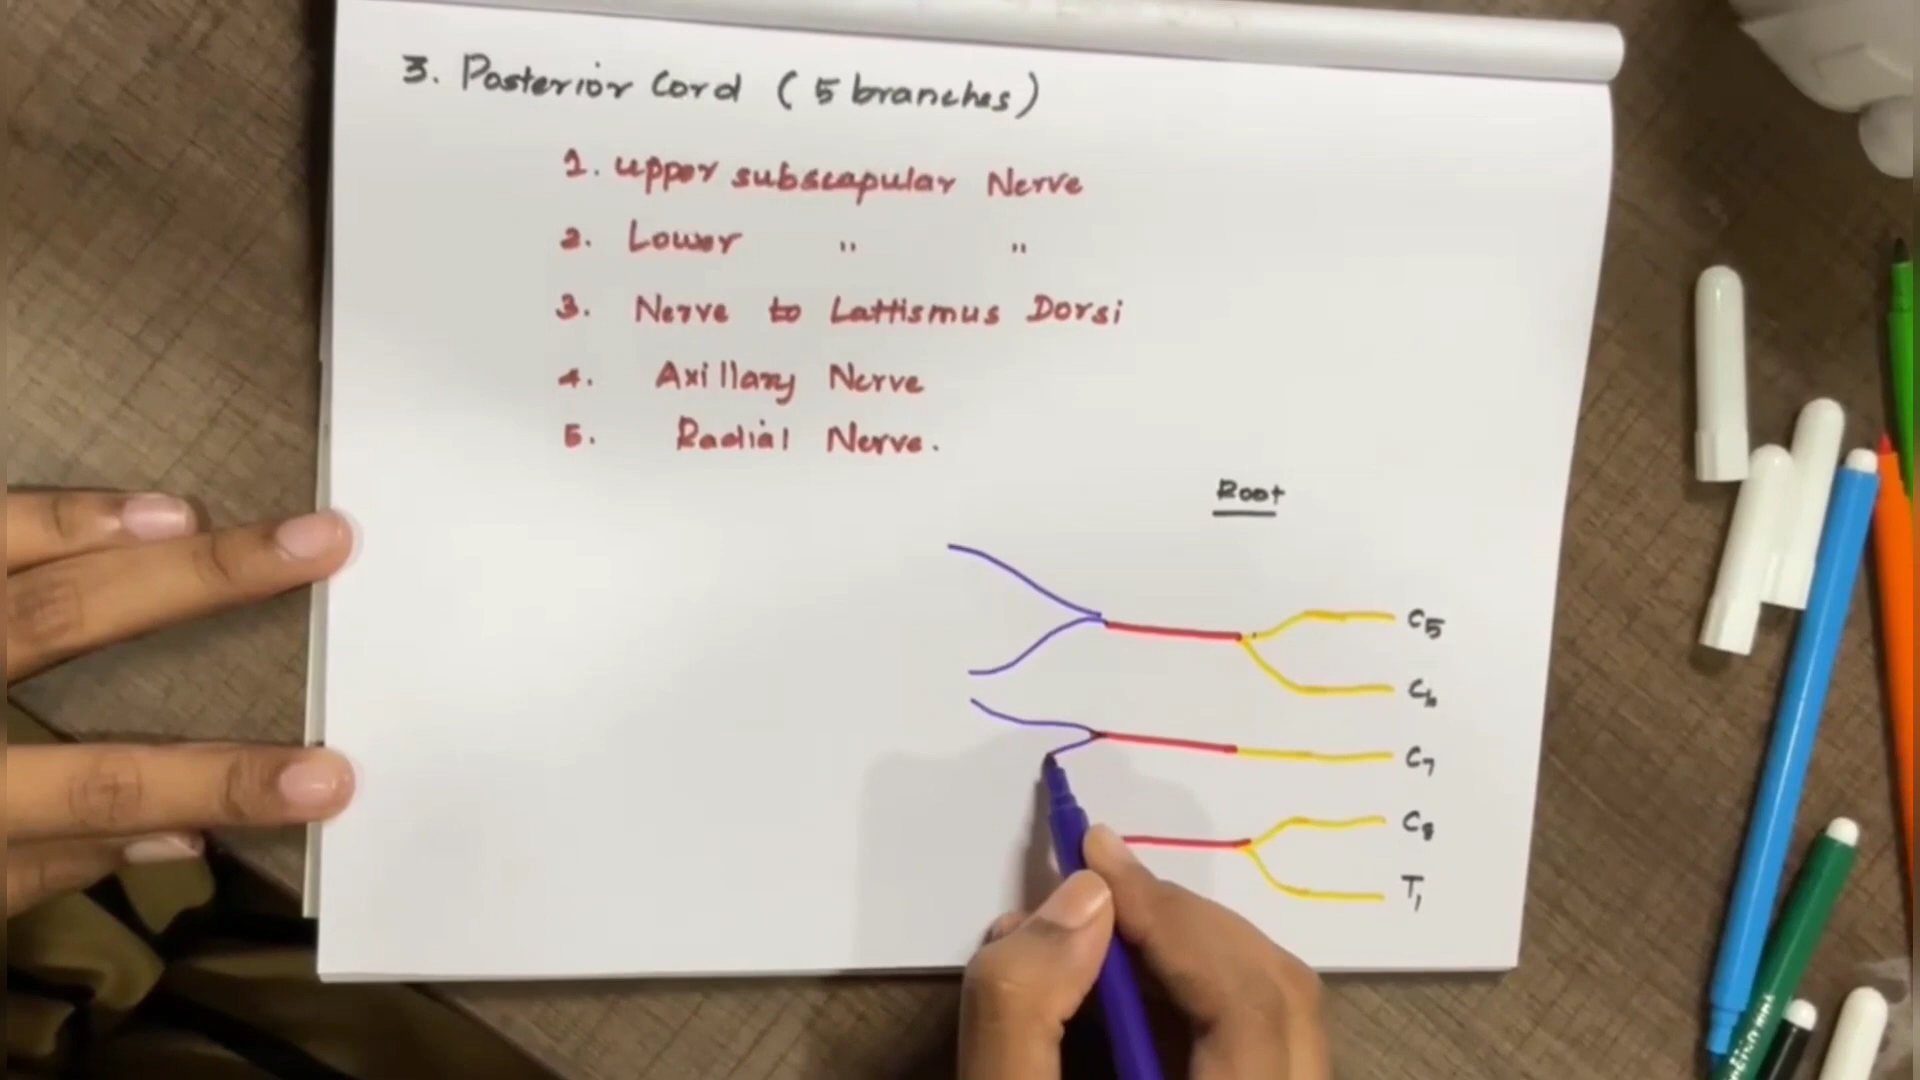 3. Posterior Cord ( 5 branches )
1. upper subscapular Nerve
2. Lower " "
3. Nerve to Lattismus Dorsi
4. Axillary Nerve
5. Radial Nerve.
Root
C5
C6
C7
C8
T1